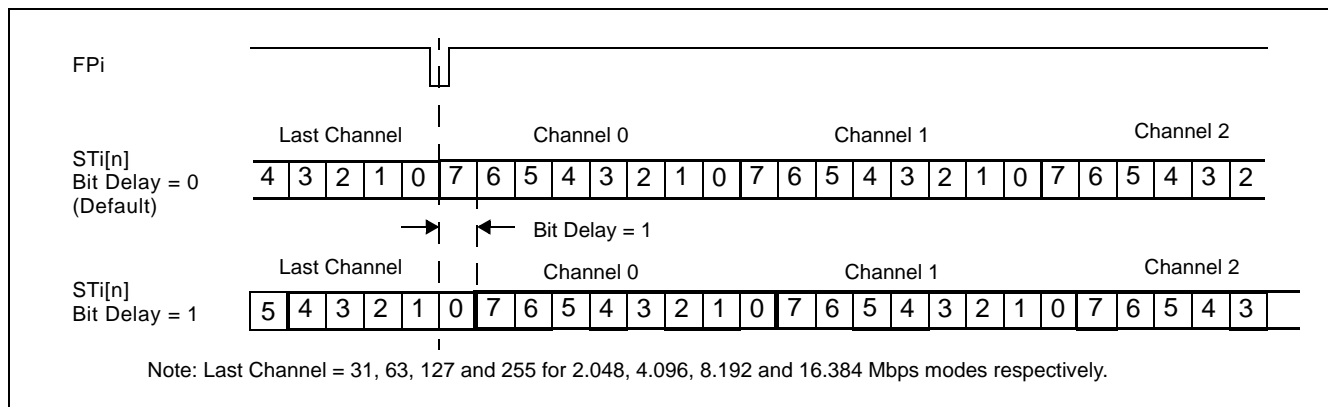 FPi
Last Channel Channel 0 Channel 1 Channel 2
STi[n]
Bit Delay = 0
(Default)
4 3 2 1 0 7 6 5 4 3 2 1 0 7 6 5 4 3 2 1 0 7 6 5 4 3 2
Bit Delay = 1
Last Channel Channel 0 Channel 1 Channel 2
STi[n]
Bit Delay = 1
5 4 3 2 1 0 7 6 5 4 3 2 1 0 7 6 5 4 3 2 1 0 7 6 5 4 3
Note: Last Channel = 31, 63, 127 and 255 for 2.048, 4.096, 8.192 and 16.384 Mbps modes respectively.